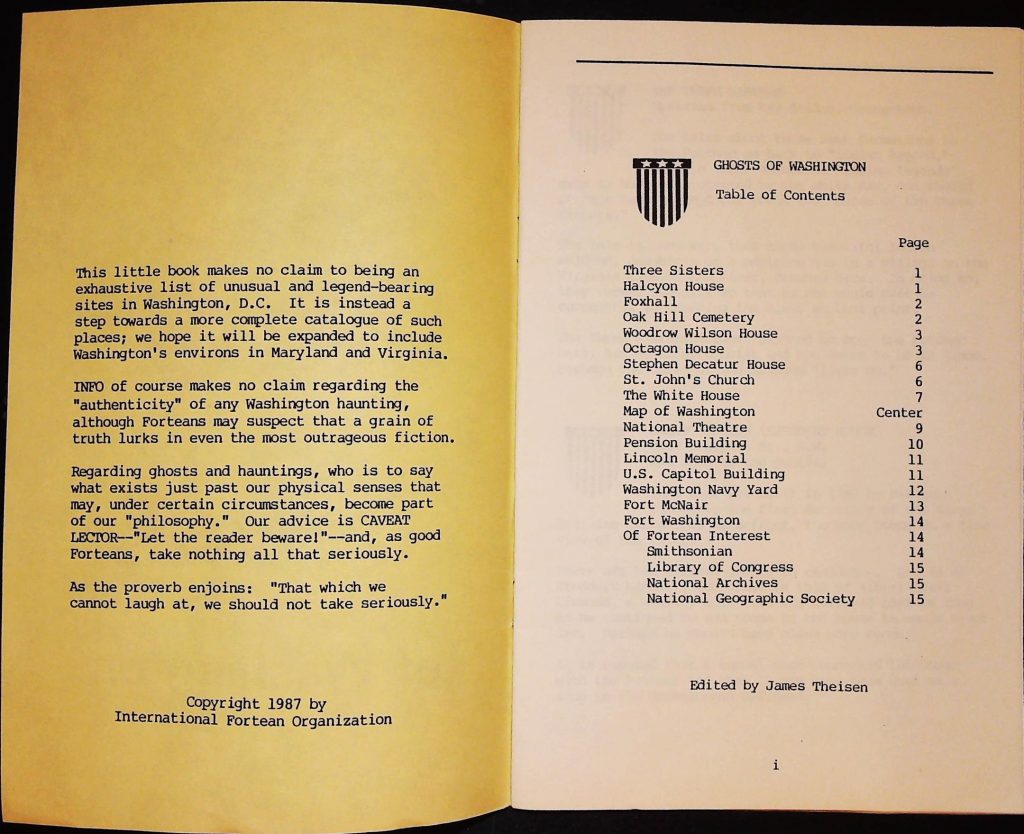 This little book makes no claim to being an
exhaustive list of unusual and legend-bearing
sites in Washington, D.C.  It is instead a
step towards a more complete catalogue of such
places; we hope it will be expanded to include
Washington's environs in Maryland and Virginia.
INFO of course makes no claim regarding the
"authenticity" of any Washington haunting,
although Forteans may suspect that a grain of
truth lurks in even the most outrageous fiction.
Regarding ghosts and hauntings, who is to say
what exists just past our physical senses that
may, under certain circumstances, become part
of our "philosophy."  Our advice is CAVEAT
LECTOR--"Let the reader beware!"--and, as good
Forteans, take nothing all that seriously.
As the proverb enjoins:  "That which we
cannot laugh at, we should not take seriously."
Copyright 1987 by
International Fortean Organization
GHOSTS OF WASHINGTON
Table of Contents
Page
Three Sisters 1
Halcyon House 1
Foxhall 2
Oak Hill Cemetery 2
Woodrow Wilson House 3
Octagon House 3
Stephen Decatur House 6
St. John's Church 6
The White House 7
Map of Washington Center
National Theatre 9
Pension Building 10
Lincoln Memorial 11
U.S. Capitol Building 11
Washington Navy Yard 12
Fort McNair 13
Fort Washington 14
Of Fortean Interest 14
Smithsonian 14
Library of Congress 15
National Archives 15
National Geographic Society 15
Edited by James Theisen
i